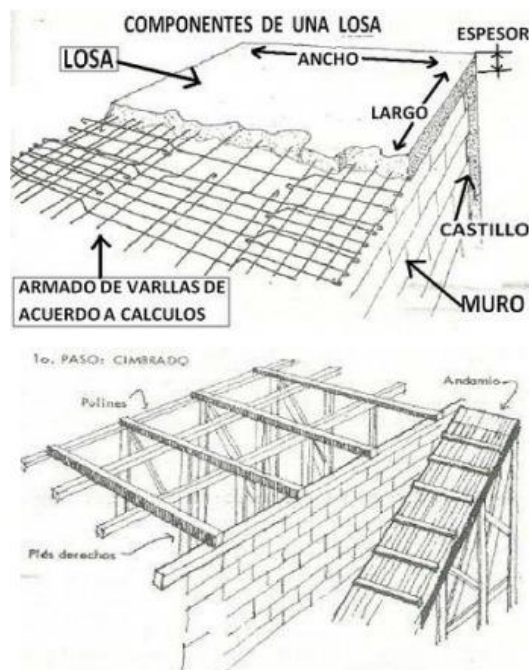 COMPONENTES DE UNA LOSA
ESPESOR
LOSA
ANCHO
LARGO
CASTILLO
MURO
ARMADO DE VARLLAS DE
ACUERDO A CALCULOS
1o. PASO: CIMBRADO
Andamio
Polines
Piés derechos